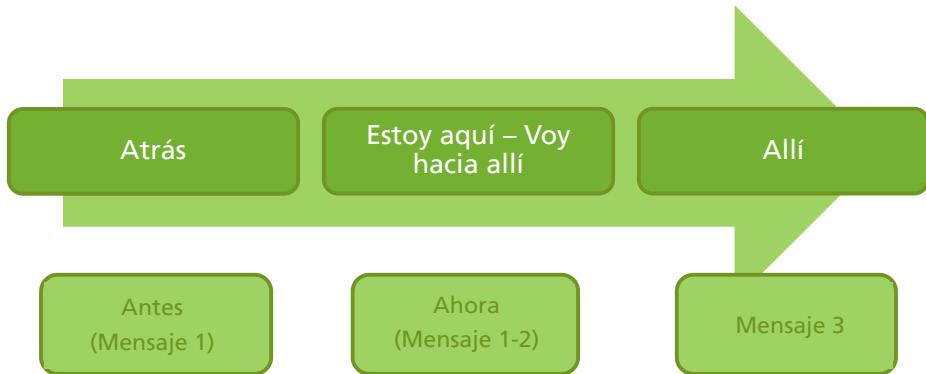 Atrás
Estoy aquí – Voy
hacia allí
Allí
Antes
(Mensaje 1)
Ahora
(Mensaje 1-2)
Mensaje 3